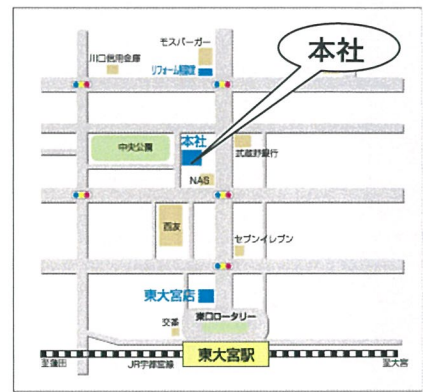 本社
モスバーガー
川口信用金庫
リフォーム相談室
中央公園
本社
武蔵野銀行
NAS
西友
セブンイレブン
東大宮店
交番
東口ロータリー
東大宮駅
至蓮田
JR宇都宮線
至大宮